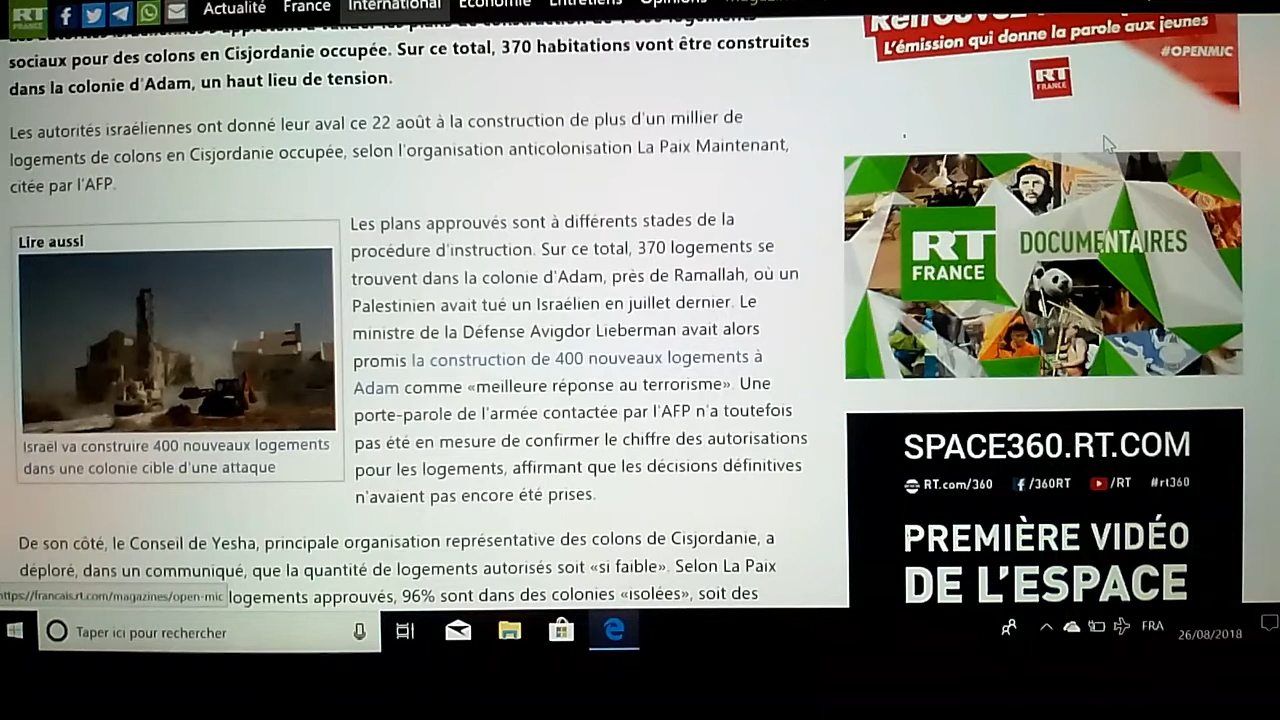 RT
Actualité France International Économie Entretiens Opinions
sociaux pour des colons en Cisjordanie occupée. Sur ce total, 370 habitations vont être construites
dans la colonie d'Adam, un haut lieu de tension.
Les autorités israéliennes ont donné leur aval ce 22 août à la construction de plus d'un millier de
logements de colons en Cisjordanie occupée, selon l'organisation anticolonisation La Paix Maintenant,
citée par l'AFP.
Lire aussi
Israël va construire 400 nouveaux logements
dans une colonie cible d'une attaque
Les plans approuvés sont à différents stades de la
procédure d'instruction. Sur ce total, 370 logements se
trouvent dans la colonie d'Adam, près de Ramallah, où un
Palestinien avait tué un Israélien en juillet dernier. Le
ministre de la Défense Avigdor Lieberman avait alors
promis la construction de 400 nouveaux logements à
Adam comme «meilleure réponse au terrorisme». Une
porte-parole de l'armée contactée par l'AFP n'a toutefois
pas été en mesure de confirmer le chiffre des autorisations
pour les logements, affirmant que les décisions définitives
n'avaient pas encore été prises.
De son côté, le Conseil de Yesha, principale organisation représentative des colons de Cisjordanie, a
déploré, dans un communiqué, que la quantité de logements autorisés soit «si faible». Selon La Paix
logements approuvés, 96% sont dans des colonies «isolées», soit des
https://francais.rt.com/magazines/open-mic
L'émission qui donne la parole aux jeunes
#OPENMIC
RT
FRANCE
RT
FRANCE
DOCUMENTAIRES
SPACE360.RT.COM
RT.com/360 /360RT /RT #rt360
PREMIÈRE VIDÉO
DE L'ESPACE
Taper ici pour rechercher
FRA
26/08/2018